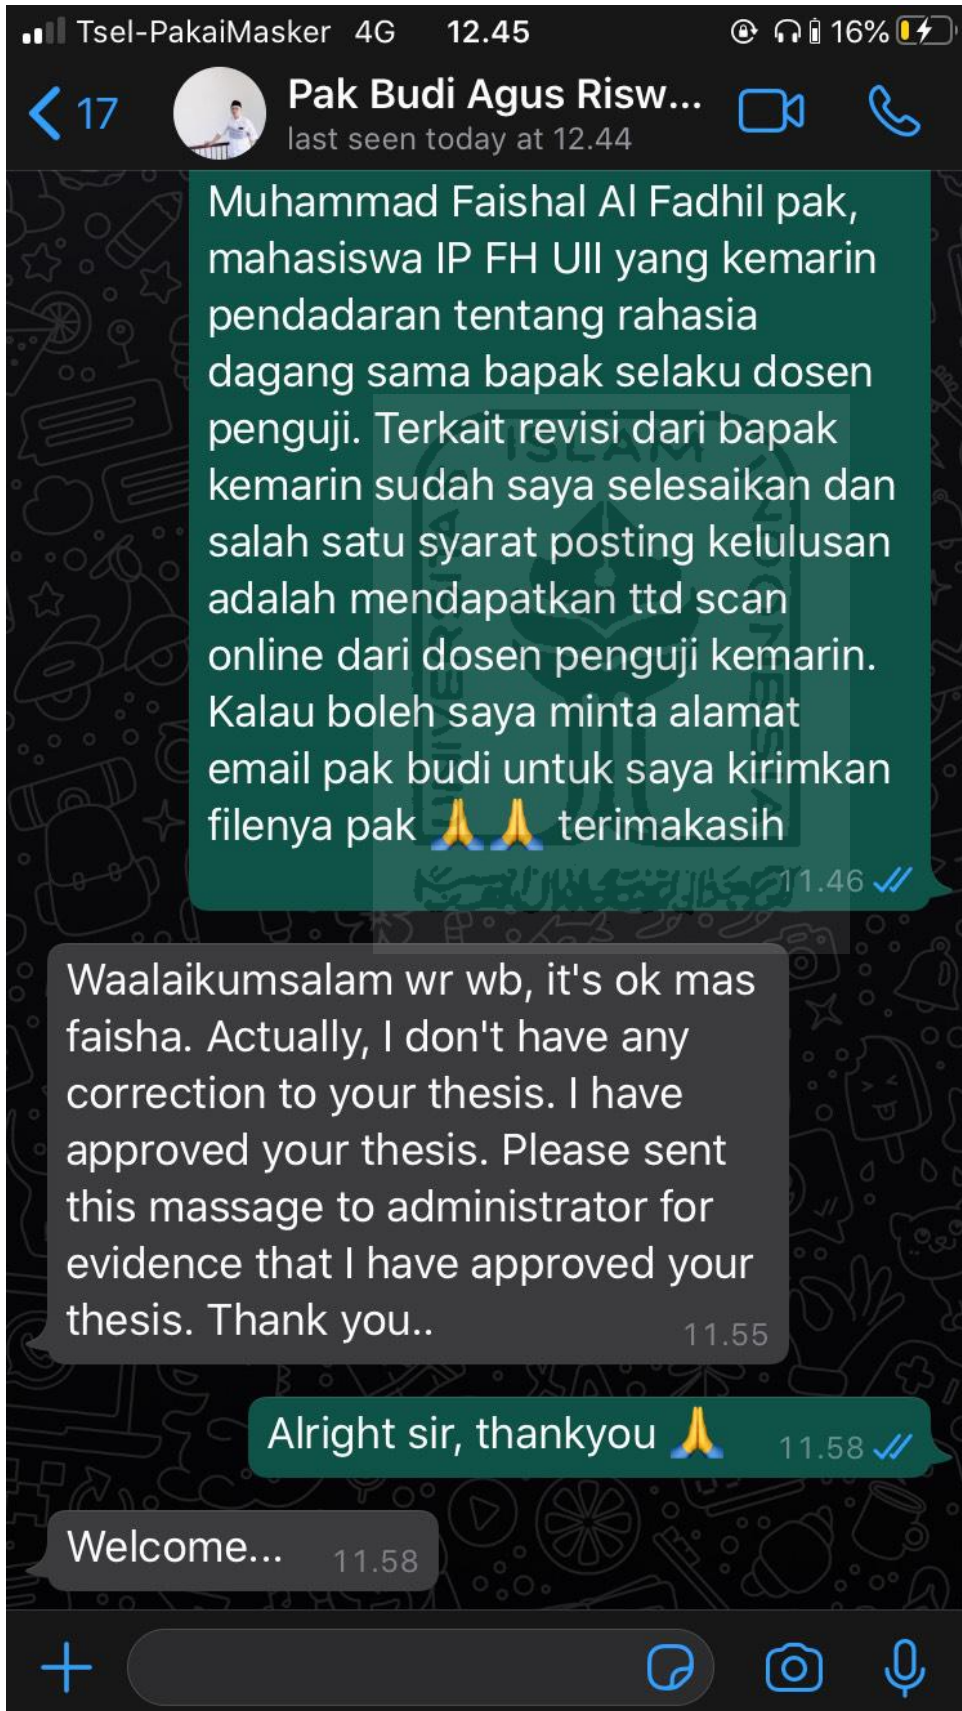 Tsel-PakaiMasker 4G 12.45 16%
17 Pak Budi Agus Risw...
last seen today at 12.44
Muhammad Faishal Al Fadhil pak,
mahasiswa IP FH UII yang kemarin
pendadaran tentang rahasia
dagang sama bapak selaku dosen
penguji. Terkait revisi dari bapak
kemarin sudah saya selesaikan dan
salah satu syarat posting kelulusan
adalah mendapatkan ttd scan
online dari dosen penguji kemarin.
Kalau boleh saya minta alamat
email pak budi untuk saya kirimkan
filenya pak 🙏🙏 terimakasih
11.46
UNIVERSITAS ISLAM INDONESIA
Waalaikumsalam wr wb, it's ok mas
faisha. Actually, I don't have any
correction to your thesis. I have
approved your thesis. Please sent
this massage to administrator for
evidence that I have approved your
thesis. Thank you..
11.55
Alright sir, thankyou 🙏 11.58
Welcome... 11.58